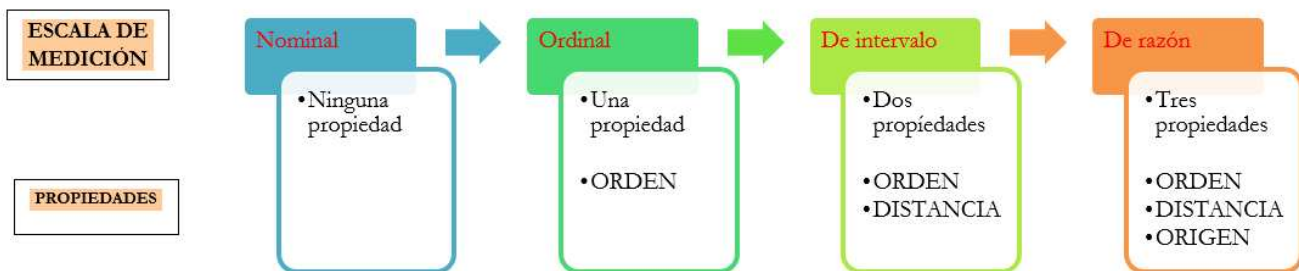 ESCALA DE
MEDICIÓN
Nominal
•Ninguna
propiedad
Ordinal
•Una
propiedad
•ORDEN
De intervalo
•Dos
propiedades
•ORDEN
•DISTANCIA
De razón
•Tres
propiedades
•ORDEN
•DISTANCIA
•ORIGEN
PROPIEDADES